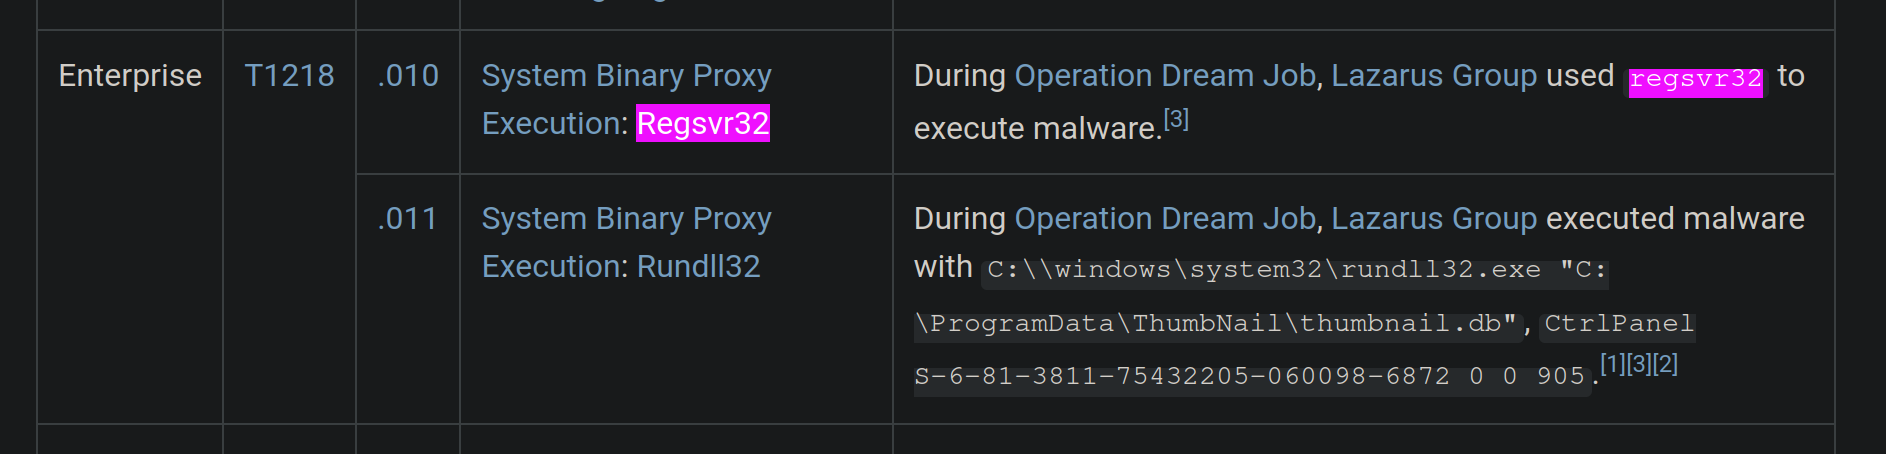 Enterprise T1218 .010 System Binary Proxy During Operation Dream Job, Lazarus Group used regsvr32 to
Execution: Regsvr32 execute malware.[3]
.011 System Binary Proxy During Operation Dream Job, Lazarus Group executed malware
Execution: Rundll32 with C:\\windows\system32\rundll32.exe "C:
\ProgramData\ThumbNail\thumbnail.db", CtrlPanel
S-6-81-3811-75432205-060098-6872 0 0 905.[1][3][2]